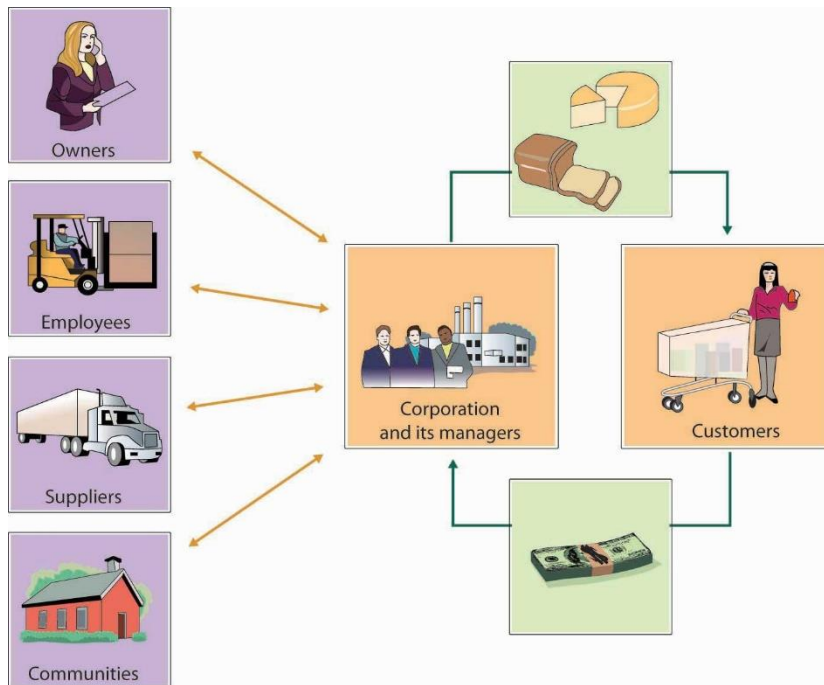 Owners
Employees
Suppliers
Communities
Corporation
and its managers
Customers